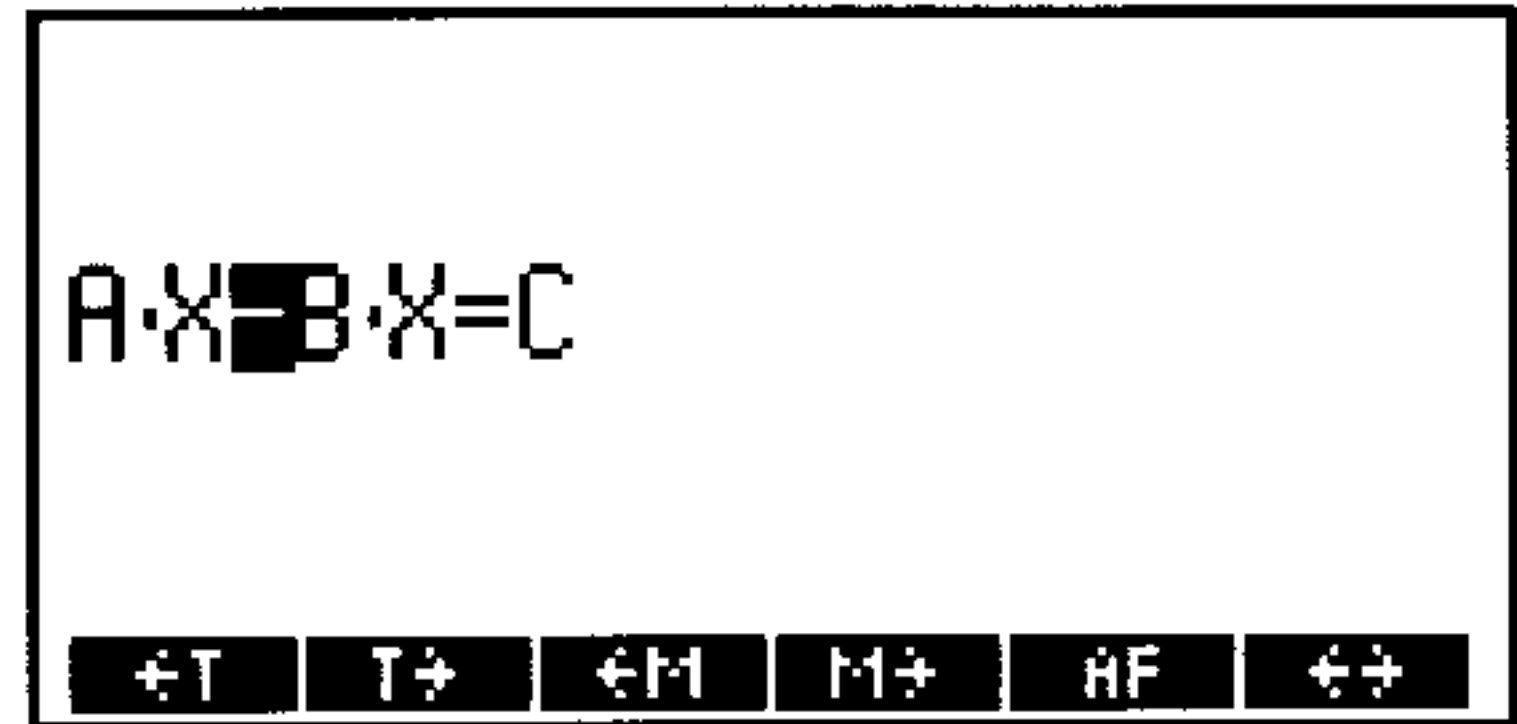 A·X-B·X=C
←T T→ ←M M→ AF ↔